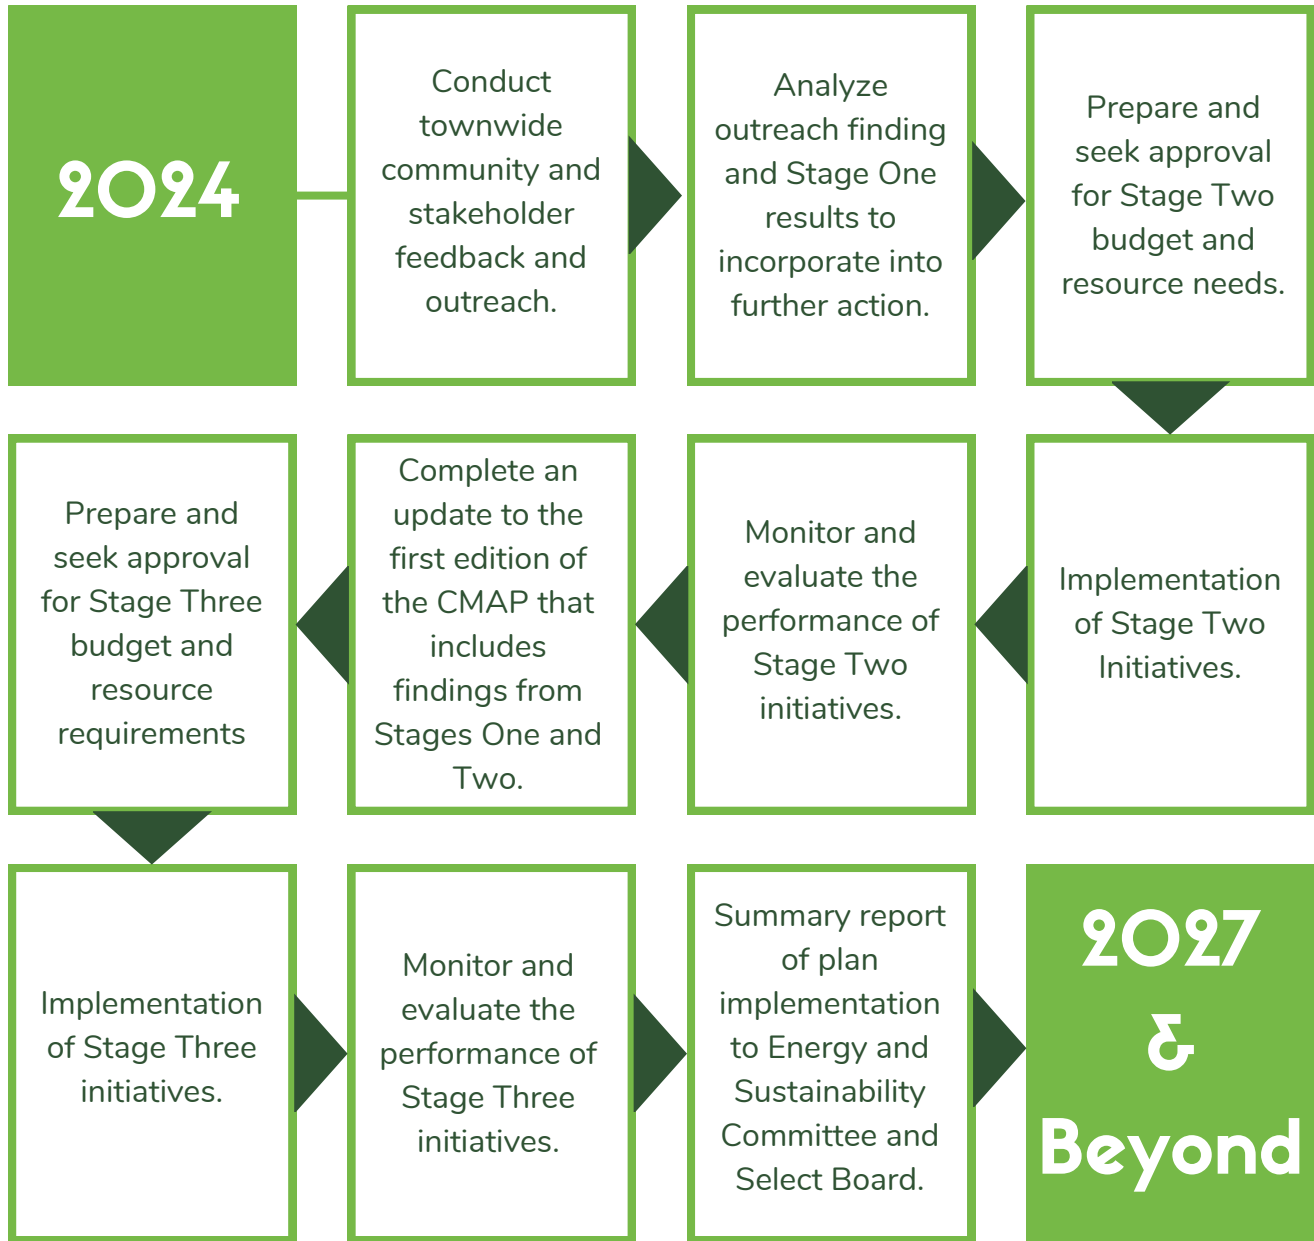 2024
Conduct
townwide
community and
stakeholder
feedback and
outreach.
Analyze
outreach finding
and Stage One
results to
incorporate into
further action.
Prepare and
seek approval
for Stage Two
budget and
resource needs.
Implementation
of Stage Two
Initiatives.
Monitor and
evaluate the
performance of
Stage Two
initiatives.
Complete an
update to the
first edition of
the CMAP that
includes
findings from
Stages One and
Two.
Prepare and
seek approval
for Stage Three
budget and
resource
requirements
Implementation
of Stage Three
initiatives.
Monitor and
evaluate the
performance of
Stage Three
initiatives.
Summary report
of plan
implementation
to Energy and
Sustainability
Committee and
Select Board.
2027
&
Beyond